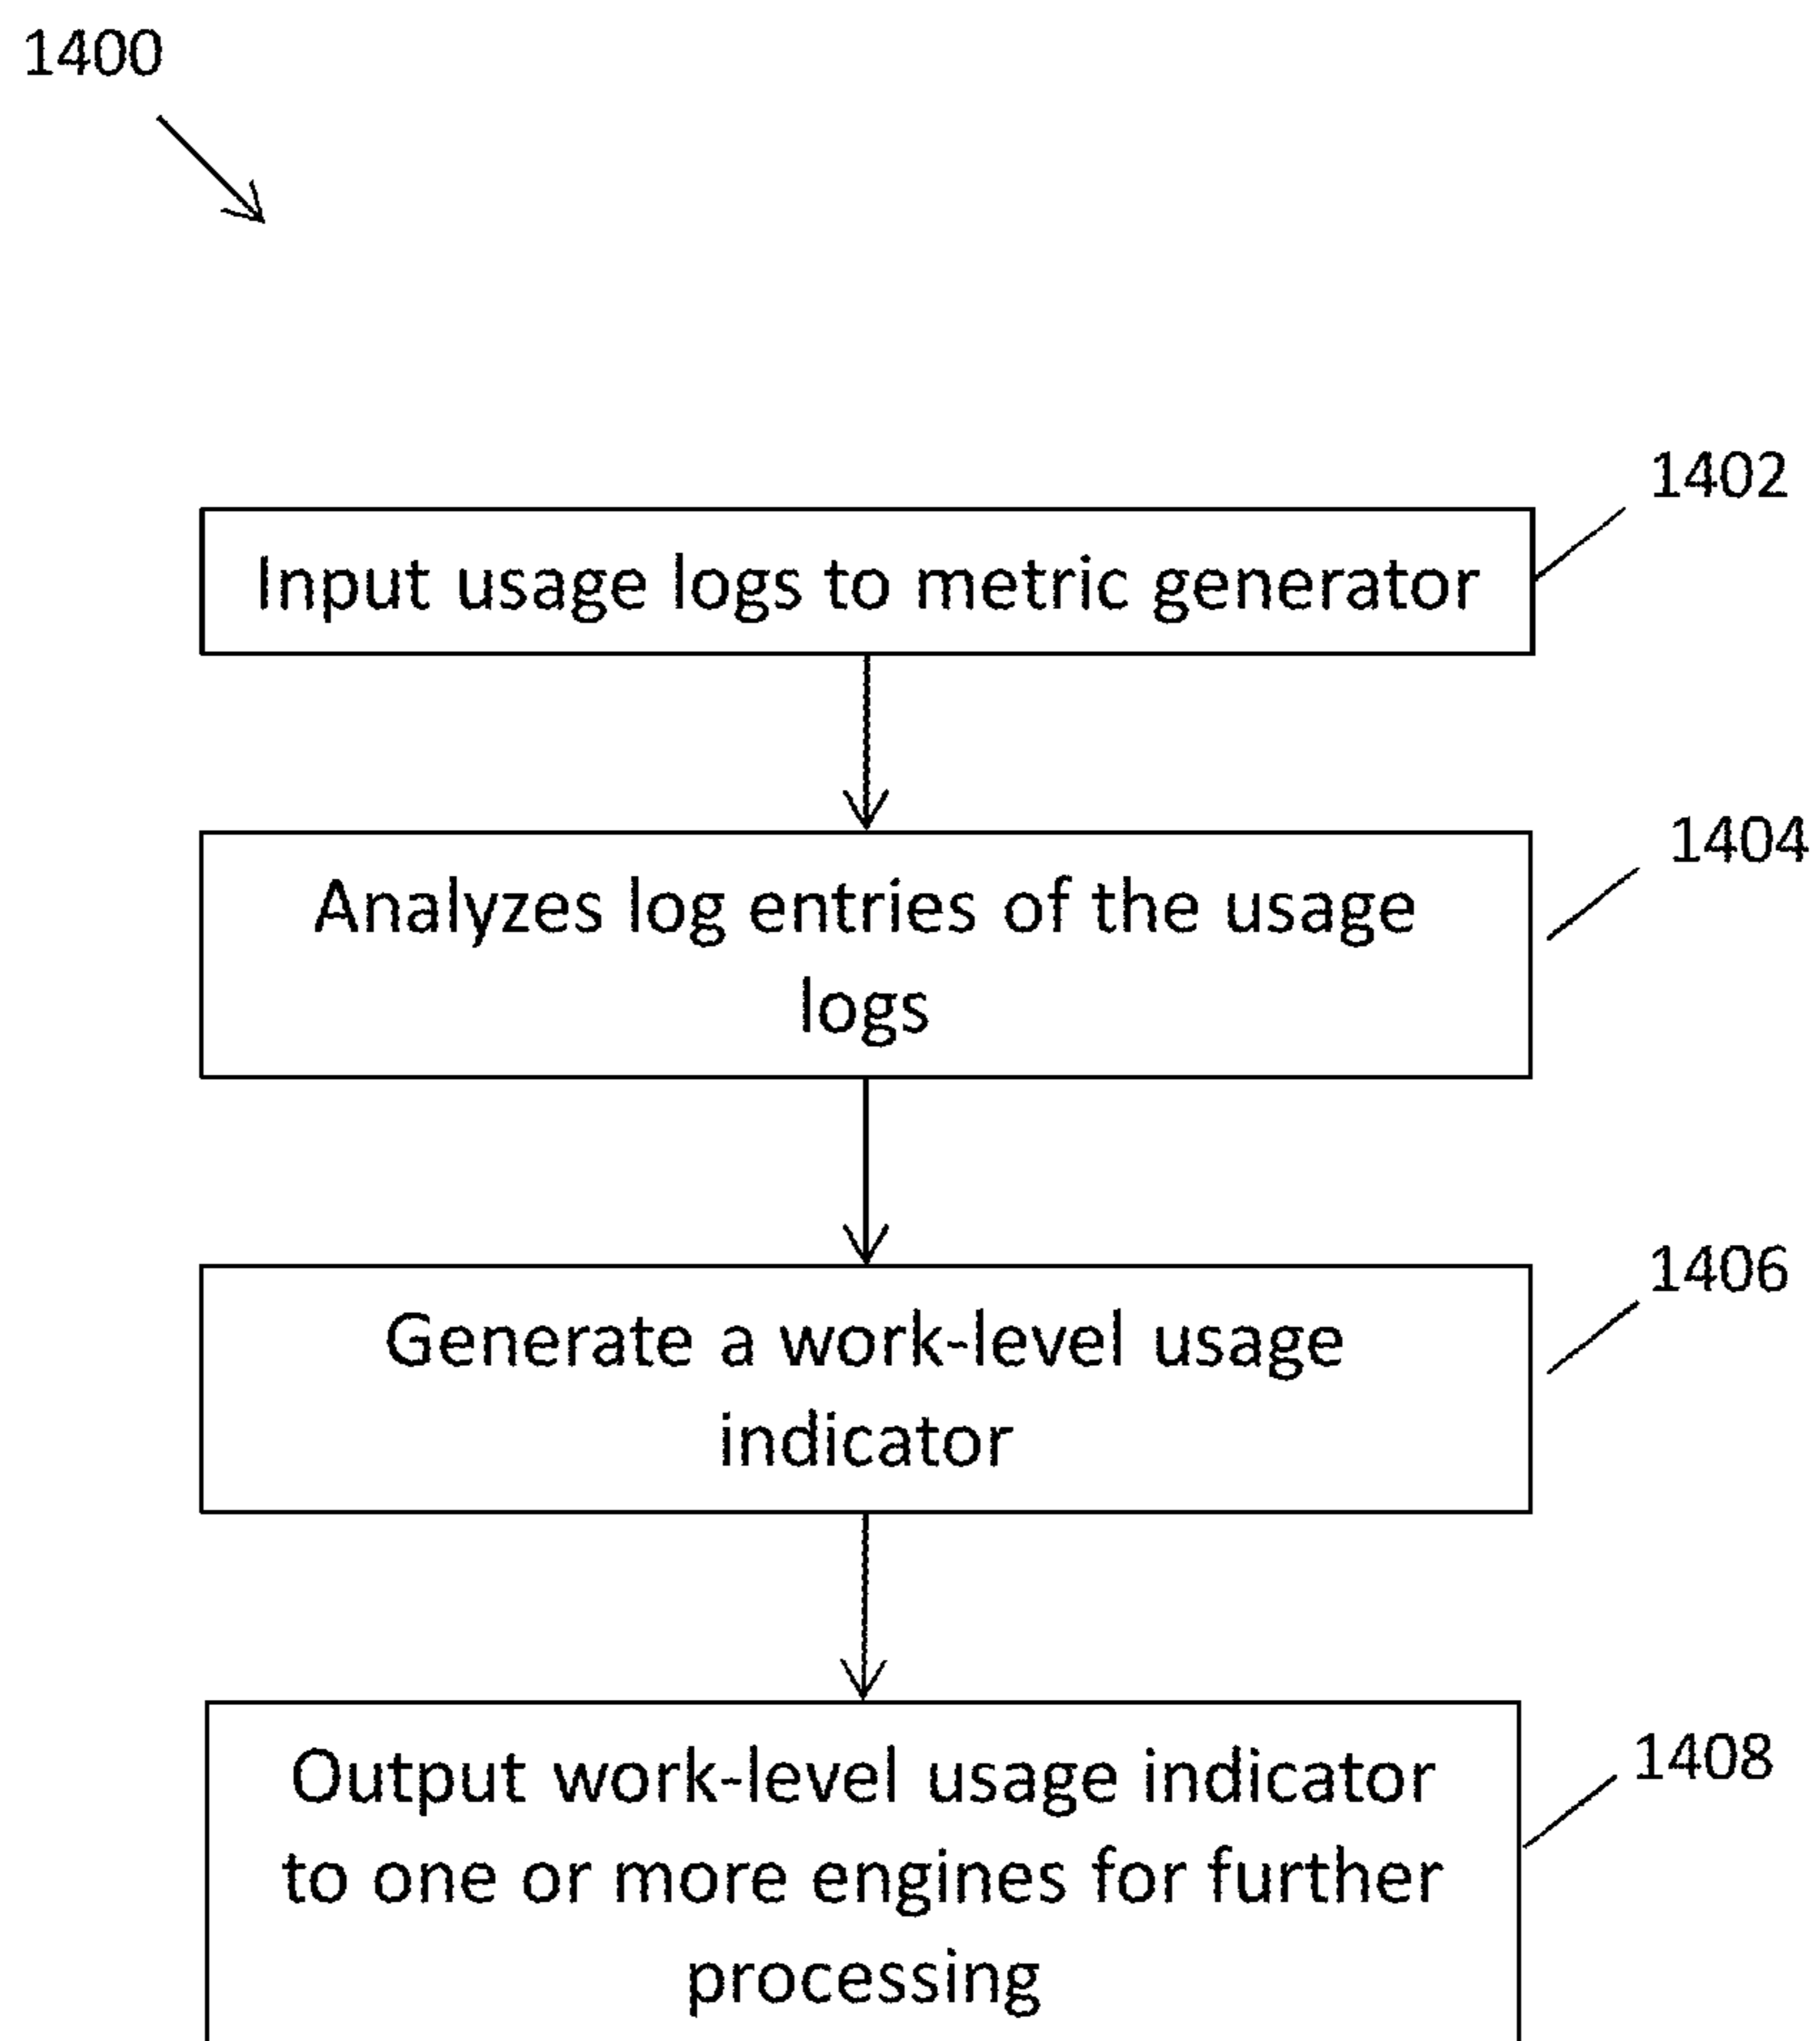 1400
1402
Input usage logs to metric generator
1404
Analyzes log entries of the usage
logs
1406
Generate a work-level usage
indicator
1408
Output work-level usage indicator
to one or more engines for further
processing